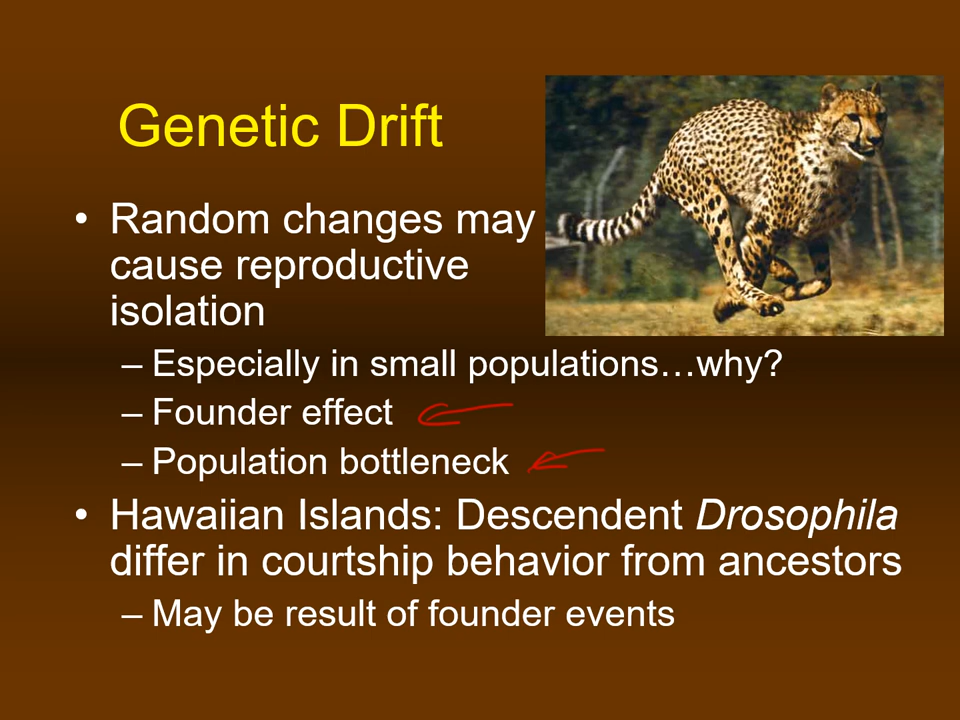 Genetic Drift
• Random changes may
cause reproductive
isolation
– Especially in small populations…why?
– Founder effect
– Population bottleneck
• Hawaiian Islands: Descendent Drosophila
differ in courtship behavior from ancestors
– May be result of founder events